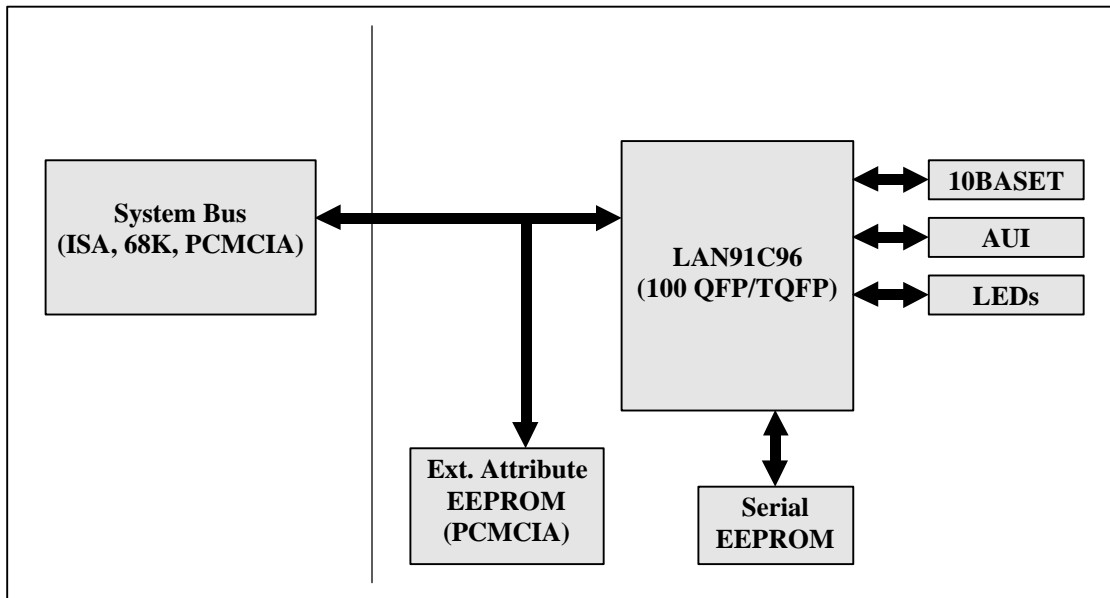 System Bus
(ISA, 68K, PCMCIA)
LAN91C96
(100 QFP/TQFP)
10BASET
AUI
LEDs
Ext. Attribute
EEPROM
(PCMCIA)
Serial
EEPROM